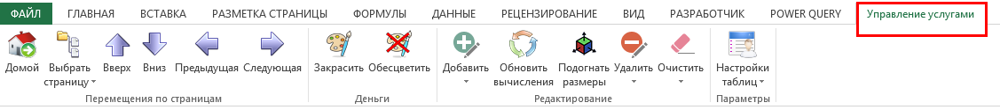 ФАЙЛ ГЛАВНАЯ ВСТАВКА РАЗМЕТКА СТРАНИЦЫ ФОРМУЛЫ ДАННЫЕ РЕЦЕНЗИРОВАНИЕ ВИД РАЗРАБОТЧИК POWER QUERY Управление услугами
Домой Выбрать Вверх Вниз Предыдущая Следующая Закрасить Обесцветить Добавить Обновить Подогнать Удалить Очистить Настройки
страницу вычисления размеры таблиц
Перемещения по страницам Деньги Редактирование Параметры